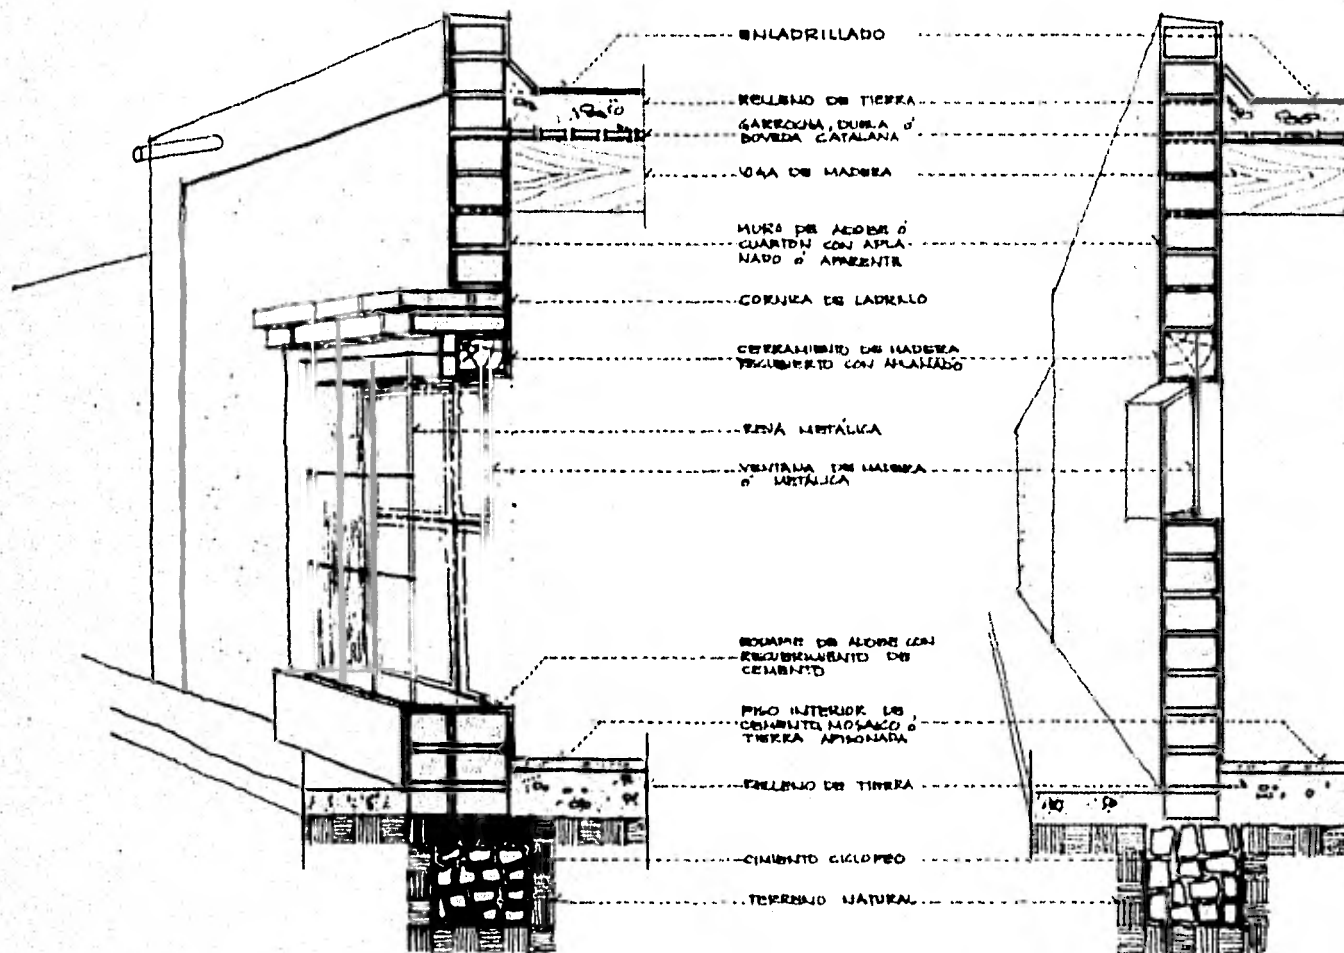 ENLADRILLADO
RELLENO DE TIERRA
GARROCHA, DUELA Ó
BOVEDA CATALANA
VIGA DE MADERA
MURO DE ADOBE Ó
CUARTON CON APLA-
NADO Ó APARENTE
CORNIZA DE LADRILLO
CERRAMIENTO DE MADERA
RECUBIERTO CON APLANADO
REJA METÁLICA
VENTANA DE MADERA
Ó METÁLICA
RODAPIE DE ADOBE CON
RECUBRIMIENTO DE
CEMENTO
PISO INTERIOR DE
CEMENTO, MOSAICO Ó
TIERRA APISONADA
RELLENO DE TIERRA
CIMIENTO CICLOPEO
TERRENO NATURAL